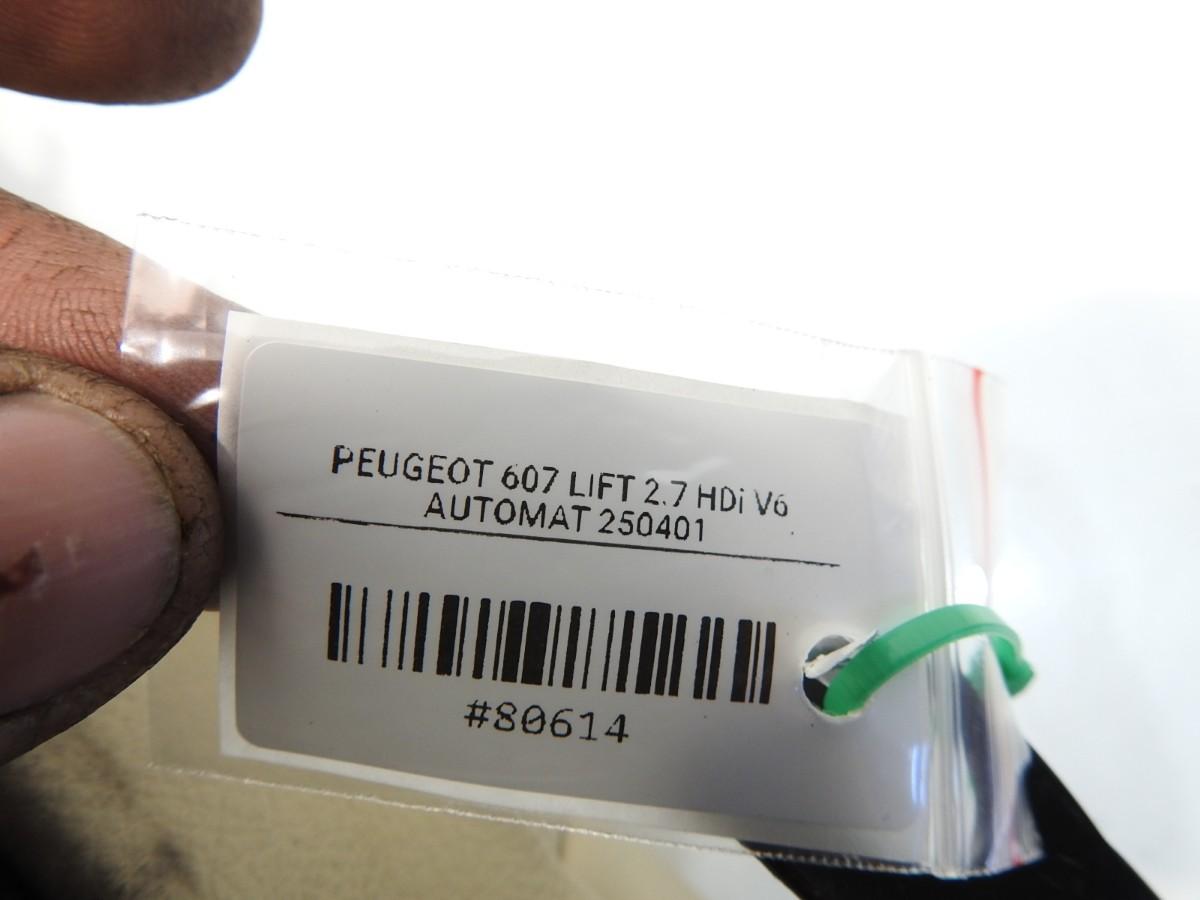 PEUGEOT 607 LIFT 2.7 HDi V6
AUTOMAT 250401
#80614